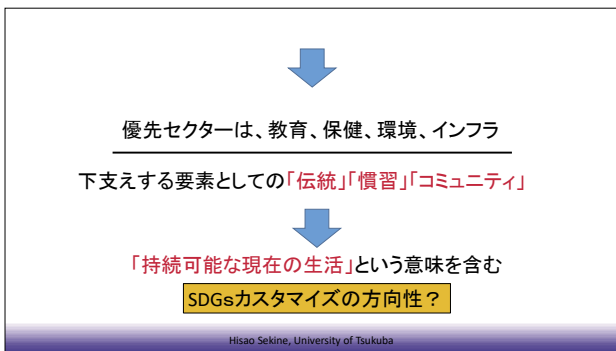 優先セクターは、教育、保健、環境、インフラ
下支えする要素としての「伝統」「慣習」「コミュニティ」
「持続可能な現在の生活」という意味を含む
SDGsカスタマイズの方向性？
Hisao Sekine, University of Tsukuba